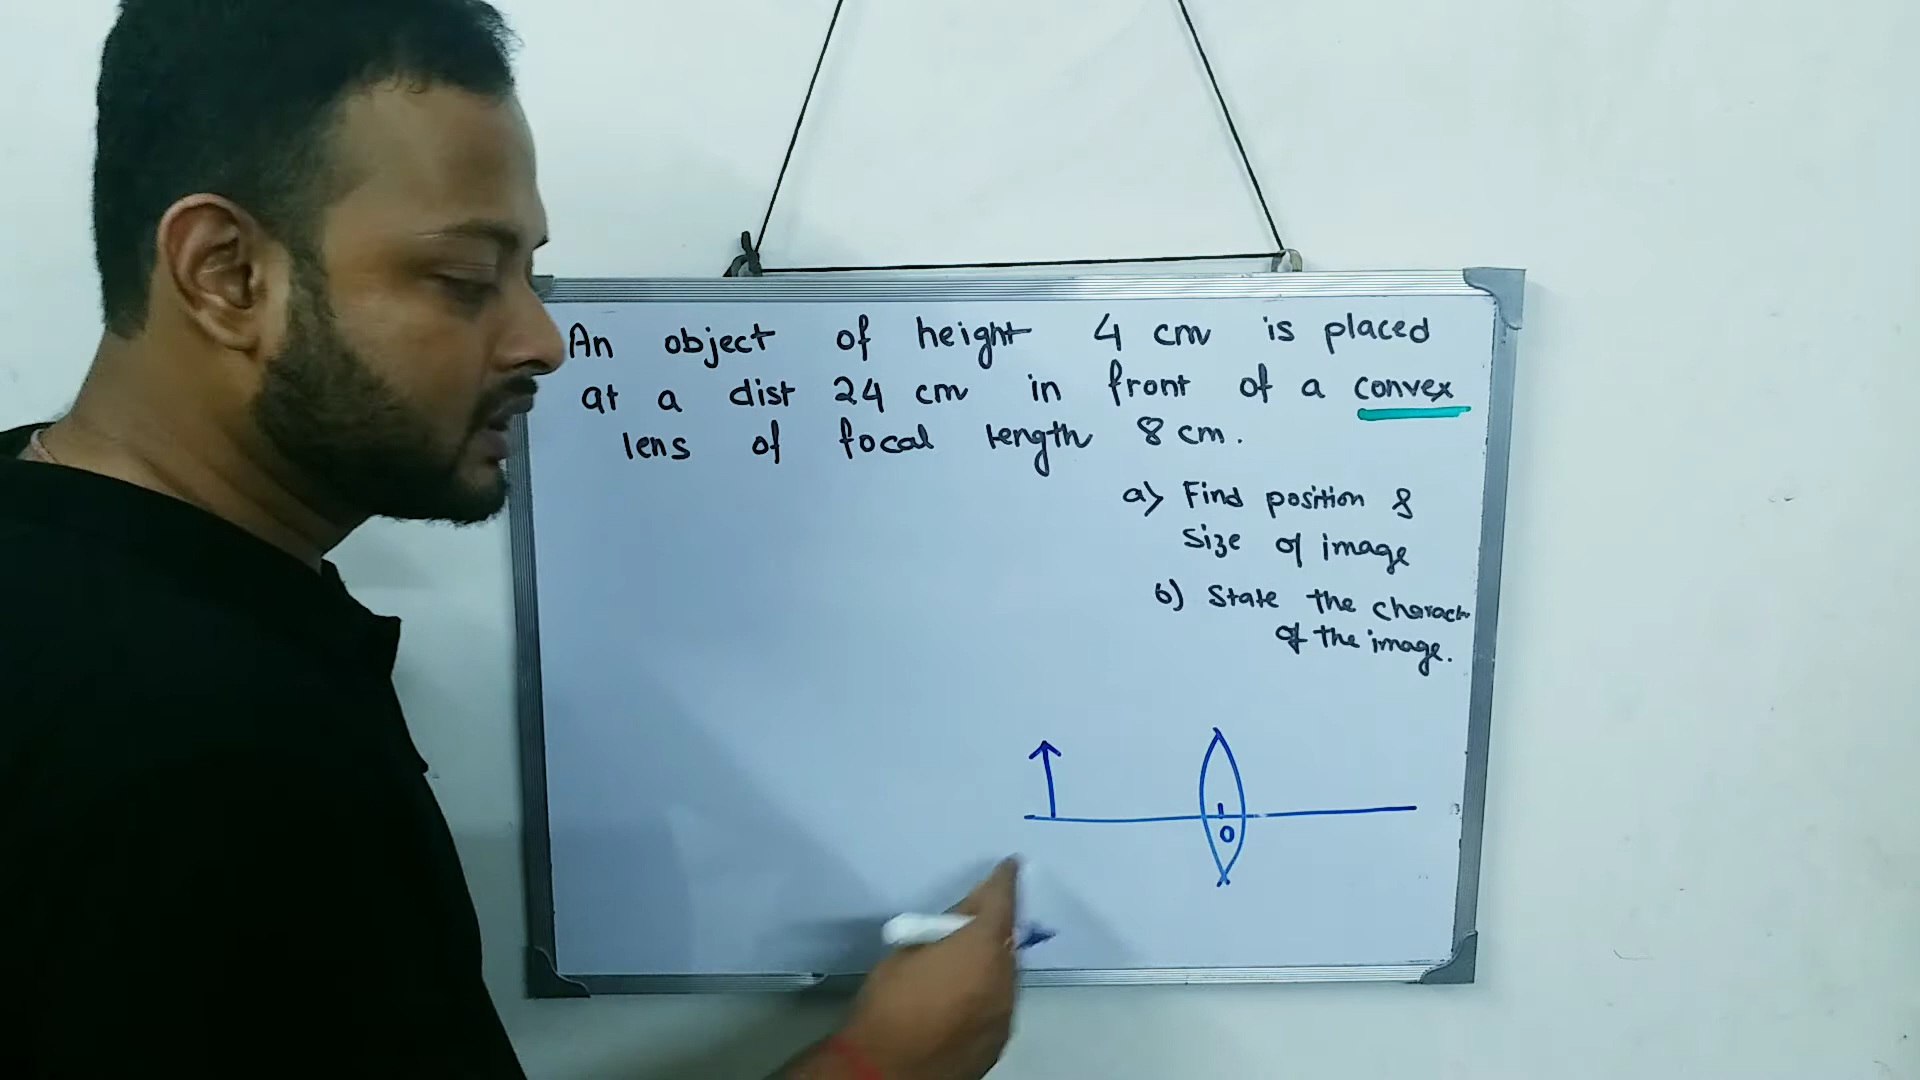 An object of height 4 cm is placed
at a dist 24 cm in front of a convex
lens of focal length 8 cm.
a) Find position &
size of image
b) State the charact
of the image.
O